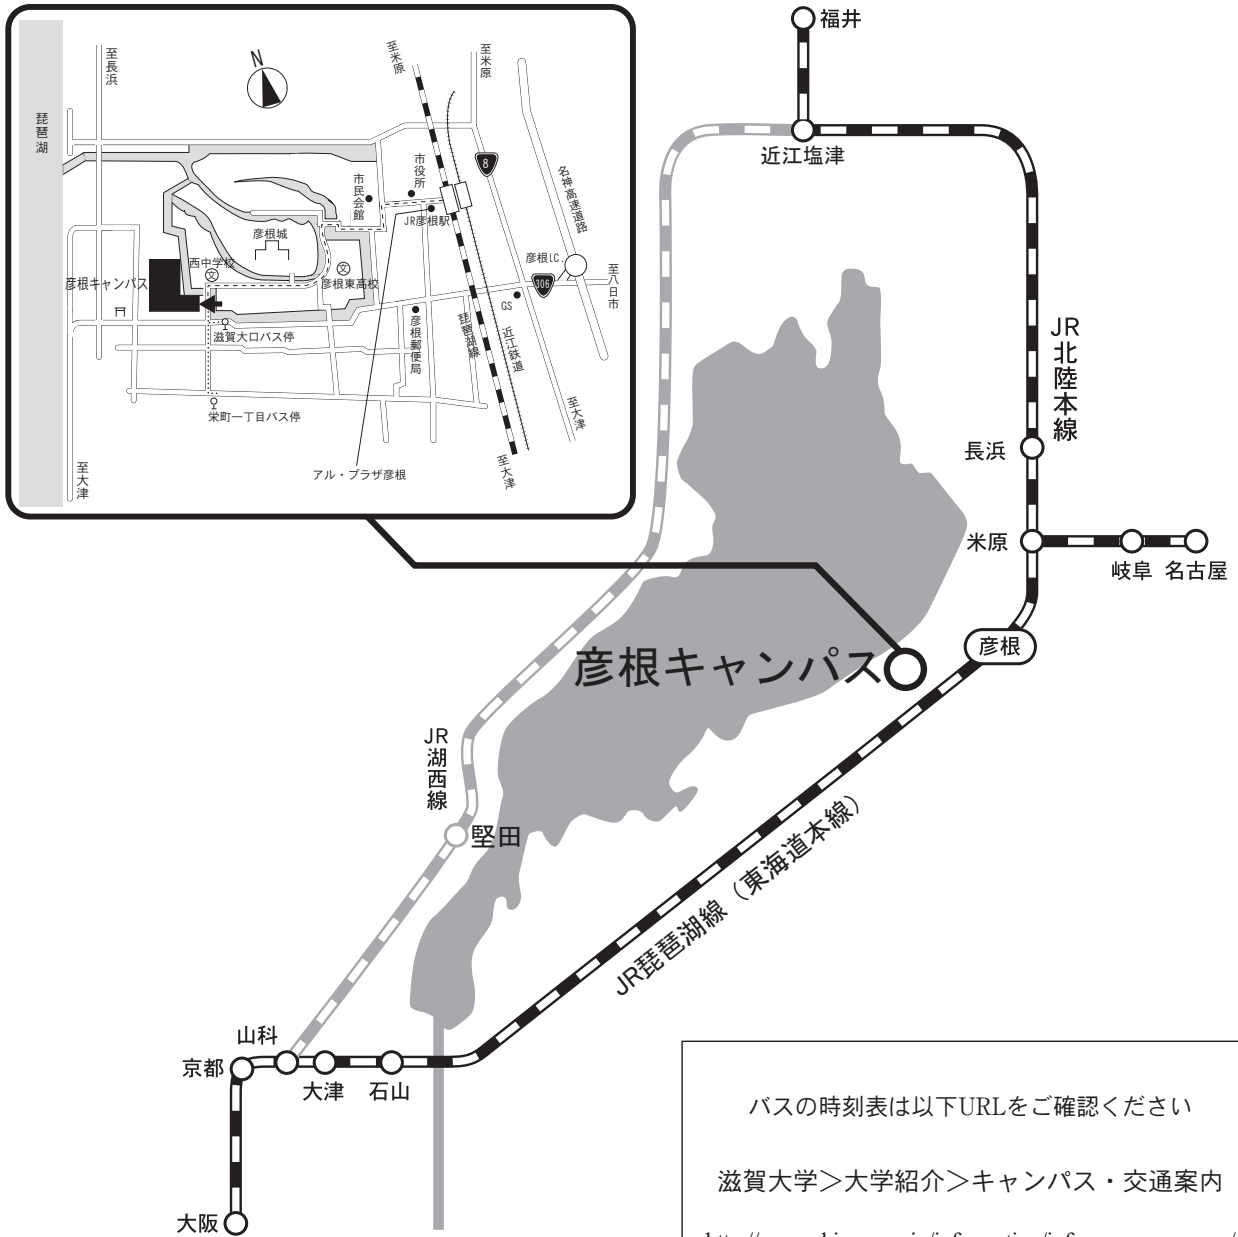 至長浜
N
至米原
至米原
琵琶湖
8
名神高速道路
市役所
市民会館
JR彦根駅
彦根城
彦根I.C.
西中学校
文
文
彦根キャンパス
彦根東高校
306
至八日市
GS
滋賀大口バス停
彦根郵便局
琵琶湖線
近江鉄道
栄町一丁目バス停
至大津
至大津
至大津
アル・プラザ彦根
福井
近江塩津
JR北陸本線
長浜
米原
岐阜
名古屋
彦根
彦根キャンパス
JR湖西線
堅田
JR琵琶湖線（東海道本線）
山科
京都
大津
石山
大阪
バスの時刻表は以下URLをご確認ください
滋賀大学＞大学紹介＞キャンパス・交通案内